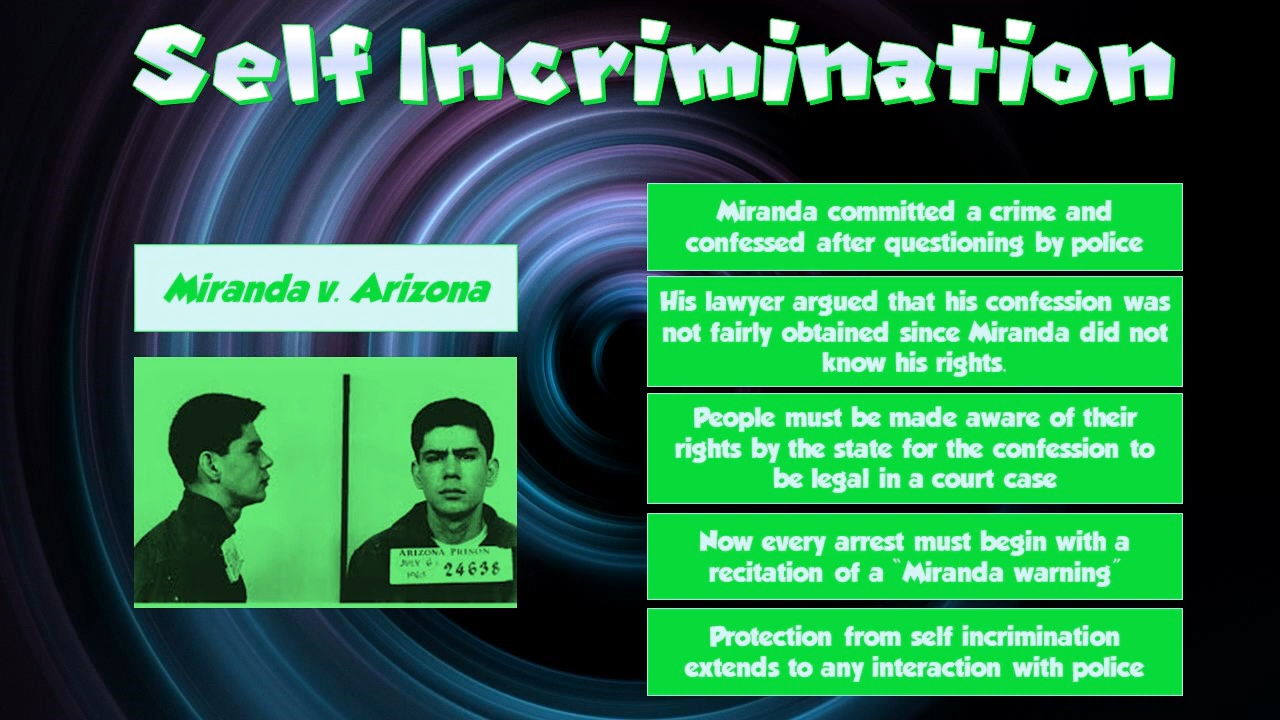 Self Incrimination
Miranda v. Arizona
ARIZONA PRISON
JULY 6
1963
24638
Miranda committed a crime and
confessed after questioning by police
His lawyer argued that his confession was
not fairly obtained since Miranda did not
know his rights.
People must be made aware of their
rights by the state for the confession to
be legal in a court case
Now every arrest must begin with a
recitation of a “Miranda warning”
Protection from self incrimination
extends to any interaction with police